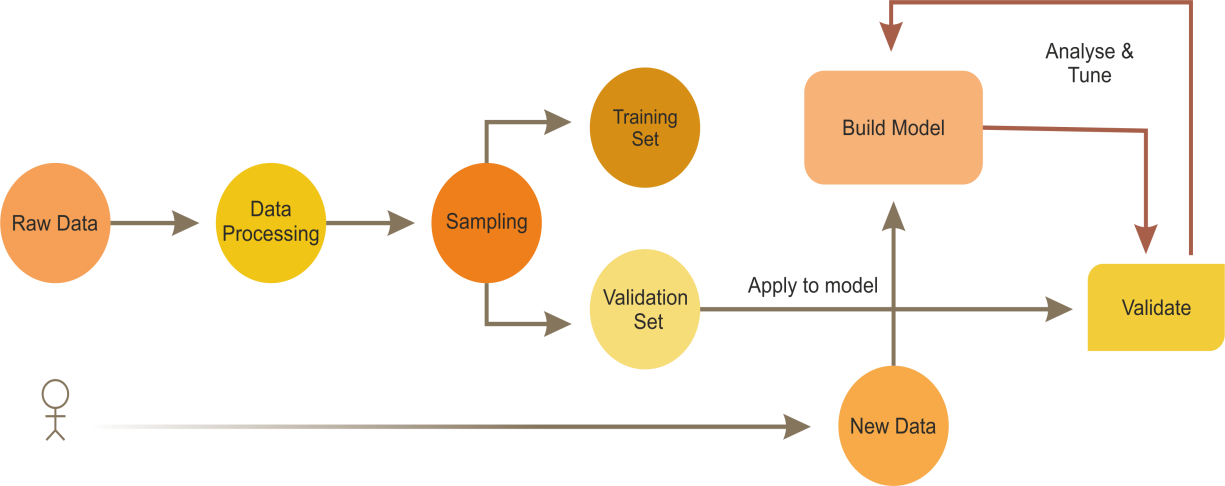 Raw Data
Data
Processing
Sampling
Training
Set
Validation
Set
Apply to model
Build Model
Analyse &
Tune
Validate
New Data